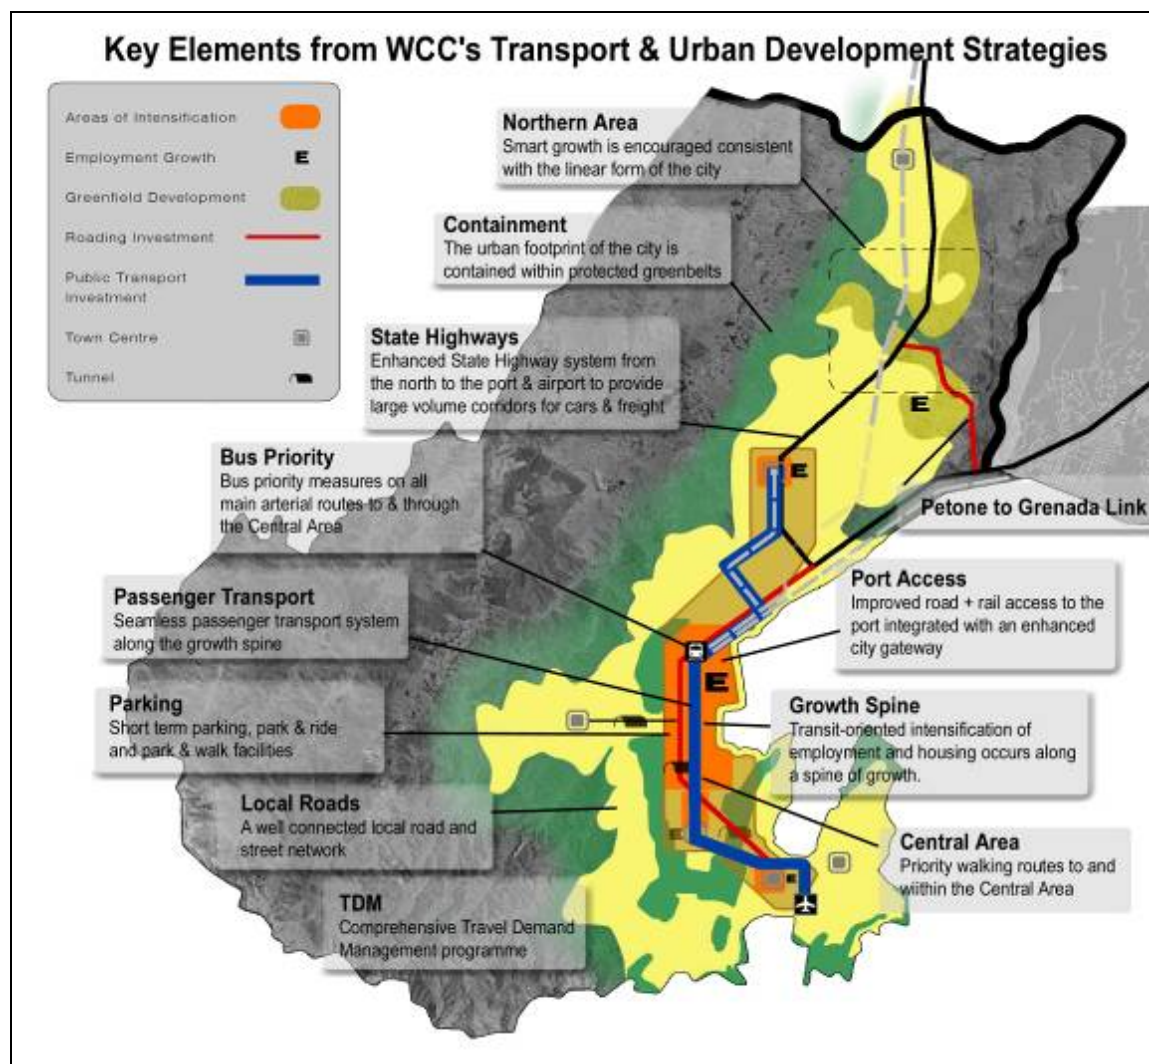 Key Elements from WCC's Transport & Urban Development Strategies
Areas of Intensification
Employment Growth
E
Greenfield Development
Roading Investment
Public Transport
Investment
Town Centre
Tunnel
Northern Area
Smart growth is encouraged consistent
with the linear form of the city
Containment
The urban footprint of the city is
contained within protected greenbelts
State Highways
Enhanced State Highway system from
the north to the port & airport to provide
large volume corridors for cars & freight
E
Bus Priority
Bus priority measures on all
main arterial routes to & through
the Central Area
E
Petone to Grenada Link
Passenger Transport
Seamless passenger transport system
along the growth spine
Port Access
Improved road + rail access to the
port integrated with an enhanced
city gateway
E
Parking
Short term parking, park & ride
and park & walk facilities
Growth Spine
Transit-oriented intensification of
employment and housing occurs along
a spine of growth.
Local Roads
A well connected local road and
street network
E
Central Area
Priority walking routes to and
wiithin the Central Area
E
TDM
Comprehensive Travel Demand
Management programme